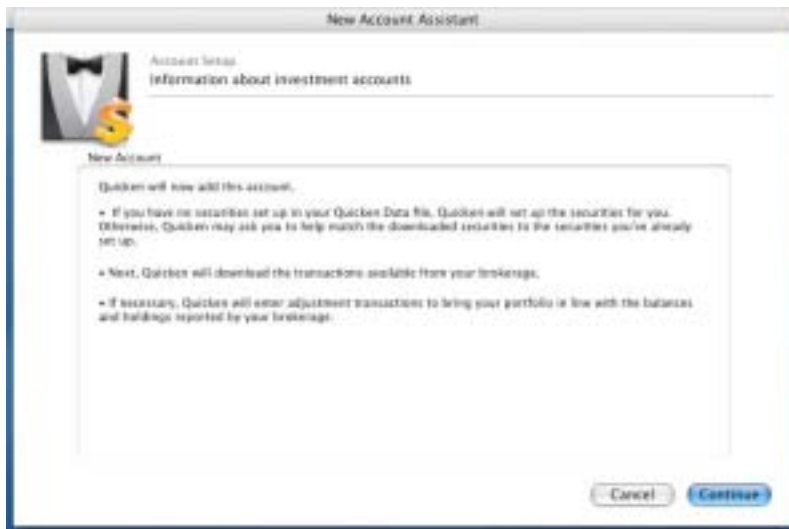 New Account Assistant
Account Setup
Information about investment accounts
New Account
Quicken will now add this account.
• If you have no securities set up in your Quicken Data file, Quicken will set up the securities for you.
Otherwise, Quicken may ask you to help match the downloaded securities to the securities you've already
set up.
• Next, Quicken will download the transactions available from your brokerage.
• If necessary, Quicken will enter adjustment transactions to bring your portfolio in line with the balances
and holdings reported by your brokerage.
Cancel
Continue